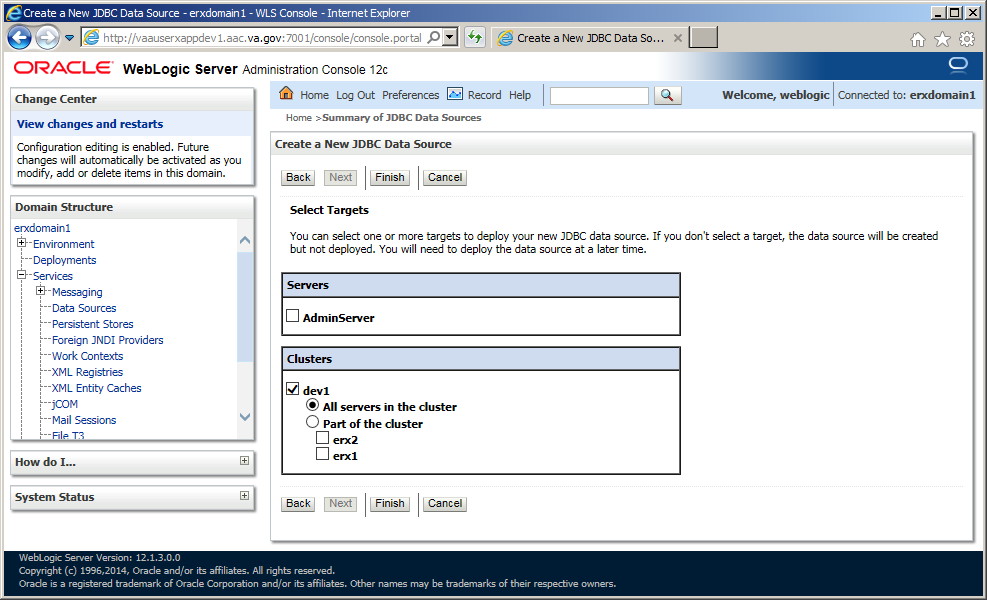 Create a New JDBC Data Source - erxdomain1 - WLS Console - Internet Explorer
http://vaauserxappdev1.aac.va.gov:7001/console/console.portal
Create a New JDBC Data So...
ORACLE WebLogic Server Administration Console 12c
Change Center
View changes and restarts
Configuration editing is enabled. Future
changes will automatically be activated as you
modify, add or delete items in this domain.
Domain Structure
erxdomain1
Environment
Deployments
Services
Messaging
Data Sources
Persistent Stores
Foreign JNDI Providers
Work Contexts
XML Registries
XML Entity Caches
jCOM
Mail Sessions
File T3
How do I...
System Status
Home Log Out Preferences Record Help
Welcome, weblogic Connected to: erxdomain1
Home >Summary of JDBC Data Sources
Create a New JDBC Data Source
Back Next Finish Cancel
Select Targets
You can select one or more targets to deploy your new JDBC data source. If you don't select a target, the data source will be created
but not deployed. You will need to deploy the data source at a later time.
Servers
AdminServer
Clusters
dev1
All servers in the cluster
Part of the cluster
erx2
erx1
Back Next Finish Cancel
WebLogic Server Version: 12.1.3.0.0
Copyright (c) 1996,2014, Oracle and/or its affiliates. All rights reserved.
Oracle is a registered trademark of Oracle Corporation and/or its affiliates. Other names may be trademarks of their respective owners.